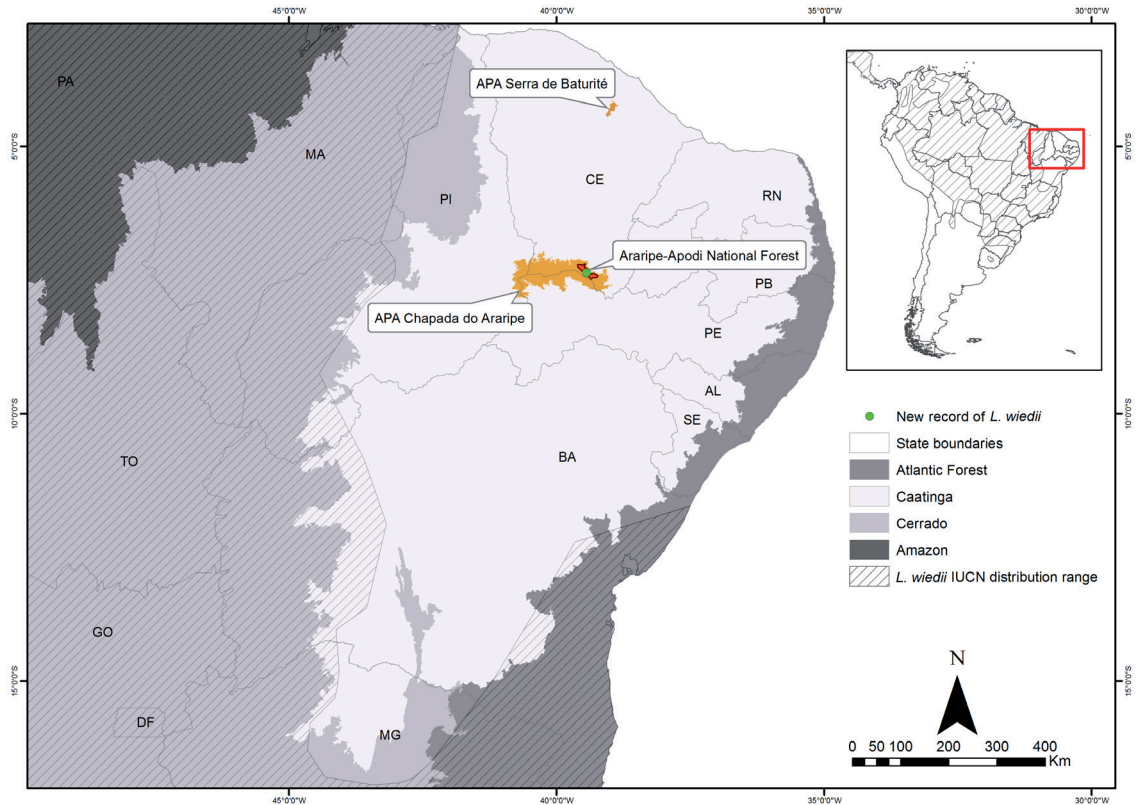 45°0'0"W 40°0'0"W 35°0'0"W 30°0'0"W
PA
APA Serra de Baturité
5°0'0"S
5°0'0"S
MA
CE
PI
RN
Araripe-Apodi National Forest
PB
APA Chapada do Araripe
PE
AL
10°0'0"S
10°0'0"S
SE
New record of L. wiedii
State boundaries
TO
BA
Atlantic Forest
Caatinga
Cerrado
Amazon
L. wiedii IUCN distribution range
GO
N
15°0'0"S
15°0'0"S
DF
MG
0 50 100 200 300 400
Km
45°0'0"W 40°0'0"W 35°0'0"W 30°0'0"W